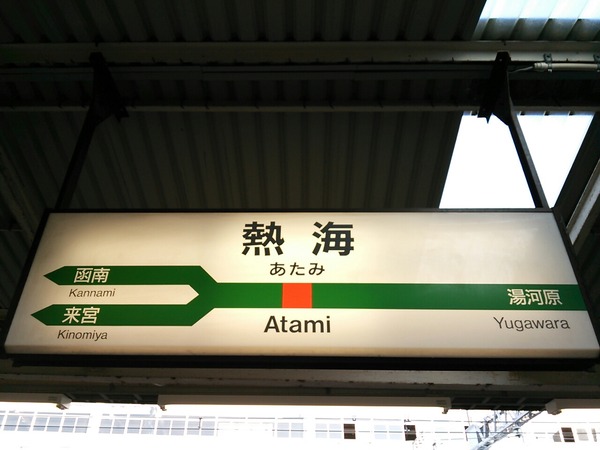 熱海
あたみ
Atami
函南
Kannami
来宮
Kinomiya
湯河原
Yugawara